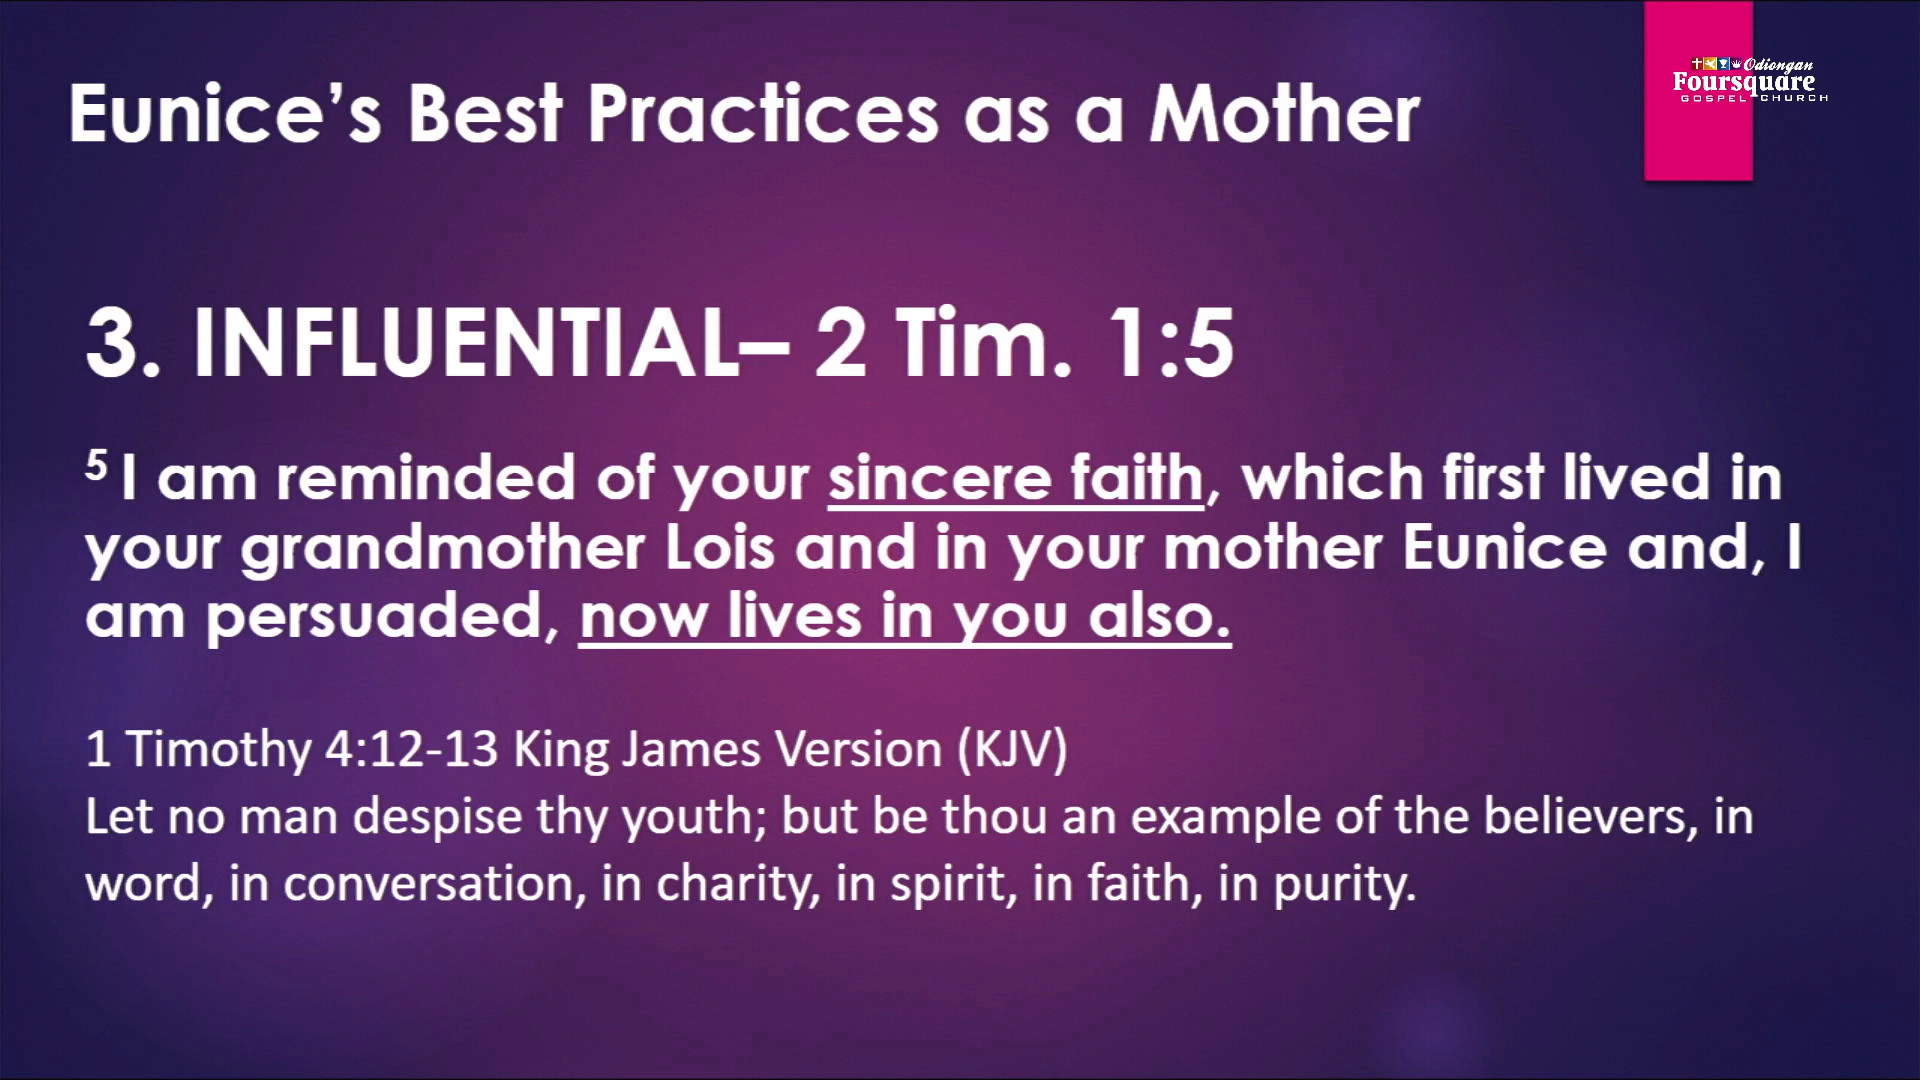 Eunice’s Best Practices as a Mother
Odiongan
Foursquare
GOSPEL CHURCH
3. INFLUENTIAL– 2 Tim. 1:5
5 I am reminded of your sincere faith, which first lived in
your grandmother Lois and in your mother Eunice and, I
am persuaded, now lives in you also.
1 Timothy 4:12-13 King James Version (KJV)
Let no man despise thy youth; but be thou an example of the believers, in
word, in conversation, in charity, in spirit, in faith, in purity.